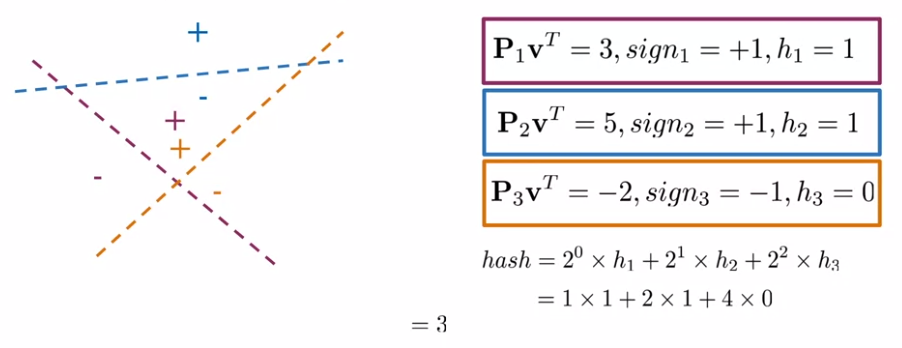 +
-
+
+
-
-
P₁vᵀ = 3, sign₁ = +1, h₁ = 1
P₂vᵀ = 5, sign₂ = +1, h₂ = 1
P₃vᵀ = −2, sign₃ = −1, h₃ = 0
hash = 2⁰ × h₁ + 2¹ × h₂ + 2² × h₃
= 1 × 1 + 2 × 1 + 4 × 0
= 3